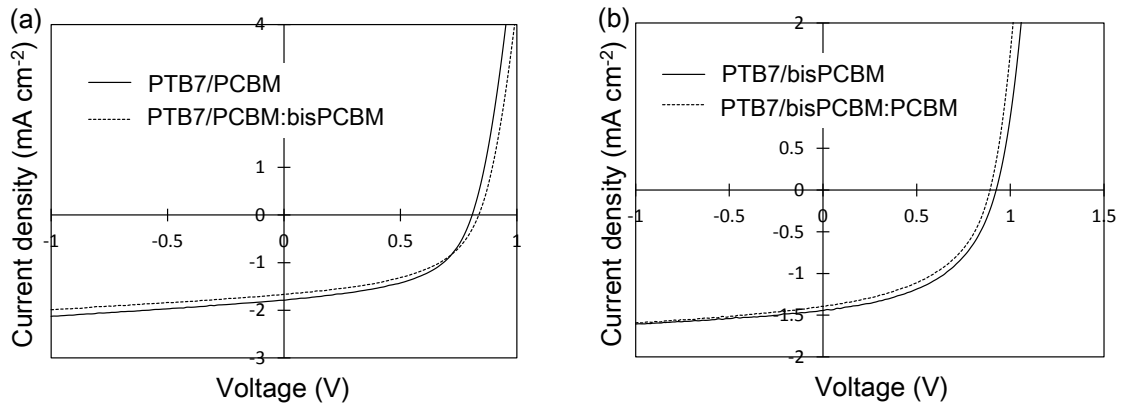 (a)
4
PTB7/PCBM
PTB7/PCBM:bisPCBM
1
0
-1 -0.5 0 0.5 1
-1
-2
-3
Current density (mA cm-2)
Voltage (V)
(b)
2
PTB7/bisPCBM
PTB7/bisPCBM:PCBM
0.5
0
-1 -0.5 0 0.5 1 1.5
-0.5
-1
-1.5
-2
Current density (mA cm-2)
Voltage (V)